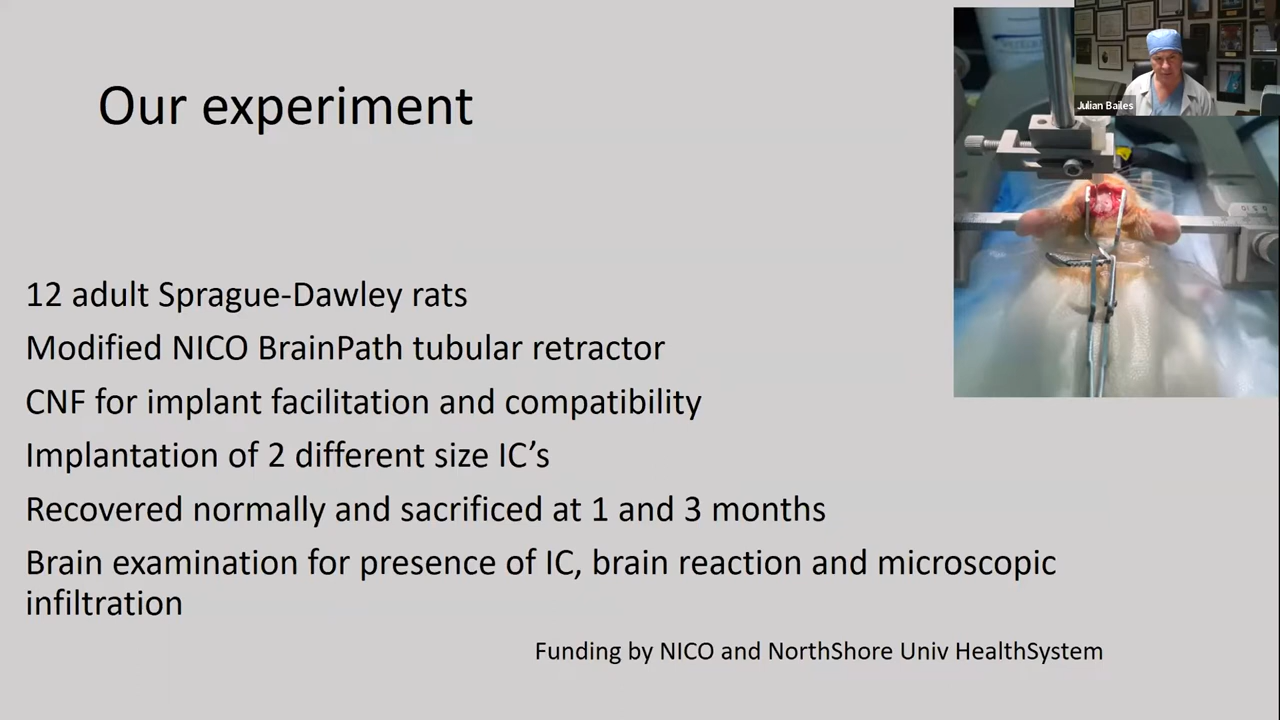 Julian Bailes
Our experiment
12 adult Sprague-Dawley rats
Modified NICO BrainPath tubular retractor
CNF for implant facilitation and compatibility
Implantation of 2 different size IC’s
Recovered normally and sacrificed at 1 and 3 months
Brain examination for presence of IC, brain reaction and microscopic
infiltration
Funding by NICO and NorthShore Univ HealthSystem